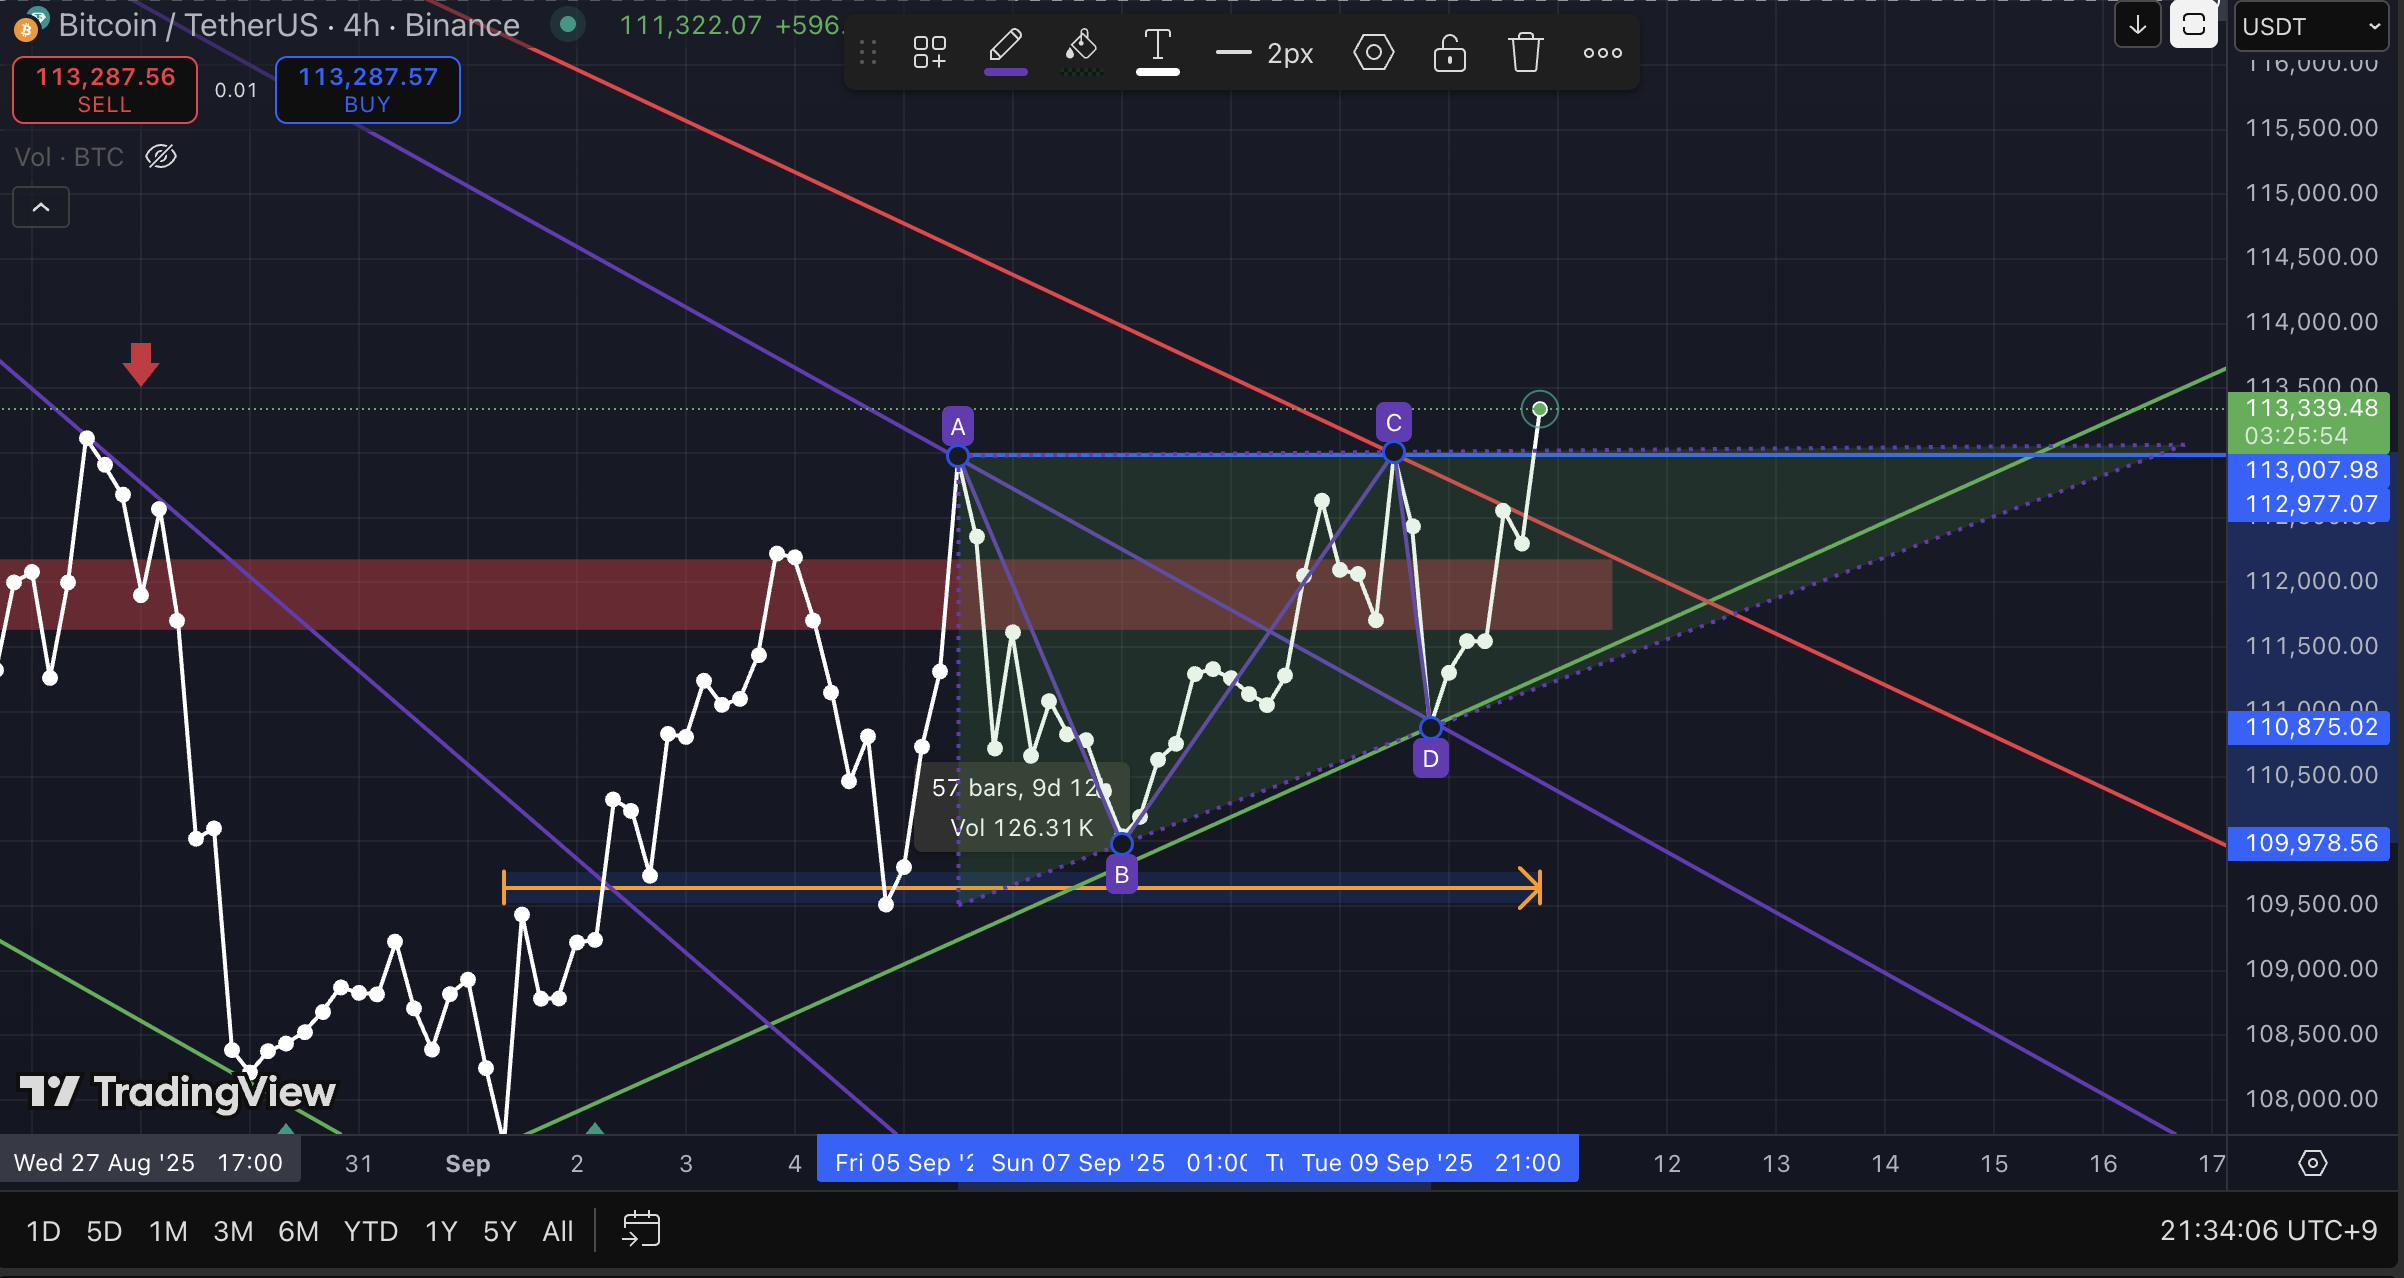 Bitcoin / TetherUS · 4h · Binance
111,322.07 +596.
2px
USDT
113,287.56
SELL
0.01
113,287.57
BUY
Vol · BTC
116,000.00
115,500.00
115,000.00
114,500.00
114,000.00
113,500.00
113,339.48
03:25:54
113,007.98
112,977.07
112,000.00
111,500.00
111,000.00
110,875.02
110,500.00
109,978.56
109,500.00
109,000.00
108,500.00
108,000.00
A
C
D
B
57 bars, 9d 12h
Vol 126.31K
TradingView
Wed 27 Aug '25 17:00
31
Sep
2
3
4
Fri 05 Sep '2
Sun 07 Sep '25 01:00
Tu
Tue 09 Sep '25 21:00
12
13
14
15
16
17
1D 5D 1M 3M 6M YTD 1Y 5Y All
21:34:06 UTC+9